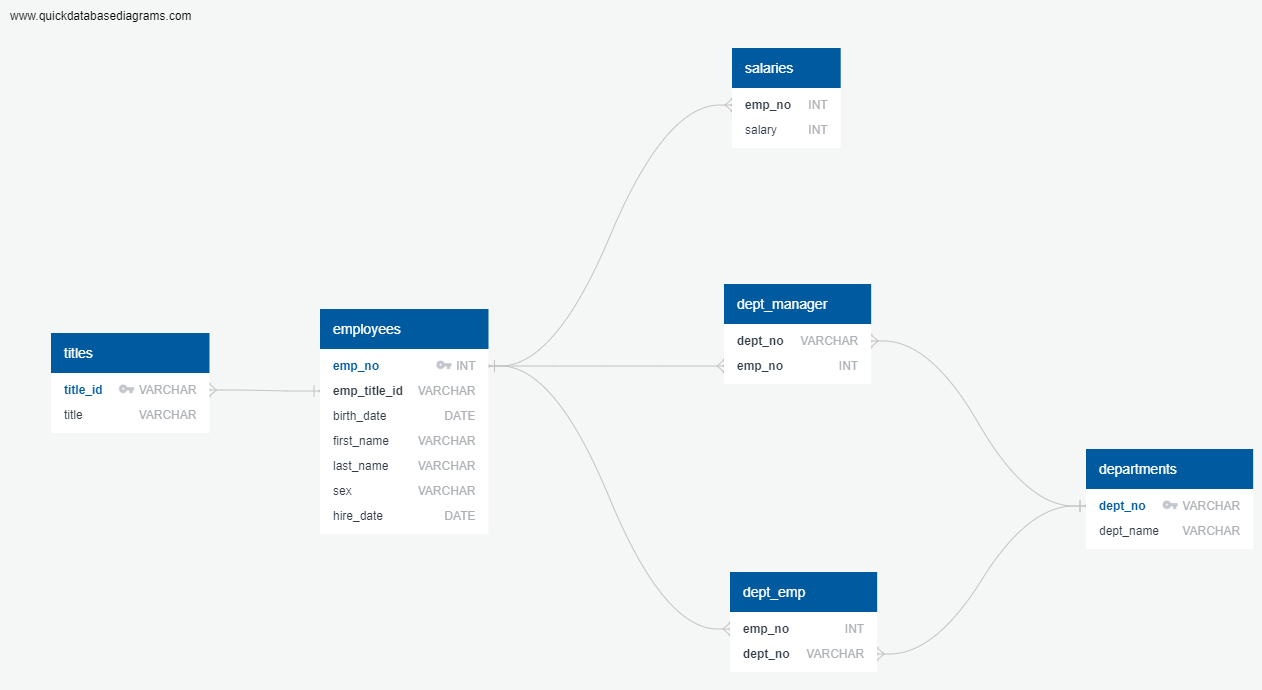 www.quickdatabasediagrams.com
salaries
emp_no INT
salary INT
dept_manager
dept_no VARCHAR
emp_no INT
employees
emp_no INT
emp_title_id VARCHAR
birth_date DATE
first_name VARCHAR
last_name VARCHAR
sex VARCHAR
hire_date DATE
titles
title_id VARCHAR
title VARCHAR
departments
dept_no VARCHAR
dept_name VARCHAR
dept_emp
emp_no INT
dept_no VARCHAR